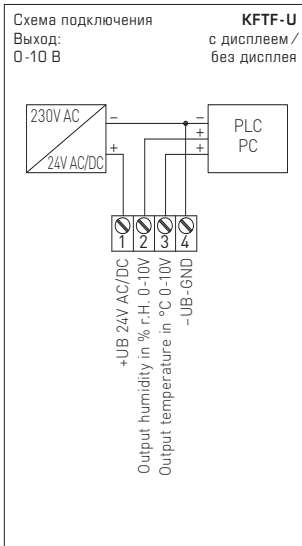 Схема подключения
Выход:
0-10 В
KFTF-U
с дисплеем /
без дисплея
230V AC
24V AC/DC
–
+
–
+
+
PLC
PC
1 2 3 4
+UB 24V AC/DC
Output humidity in % r.H. 0-10V
Output temperature in °C 0-10V
–UB-GND